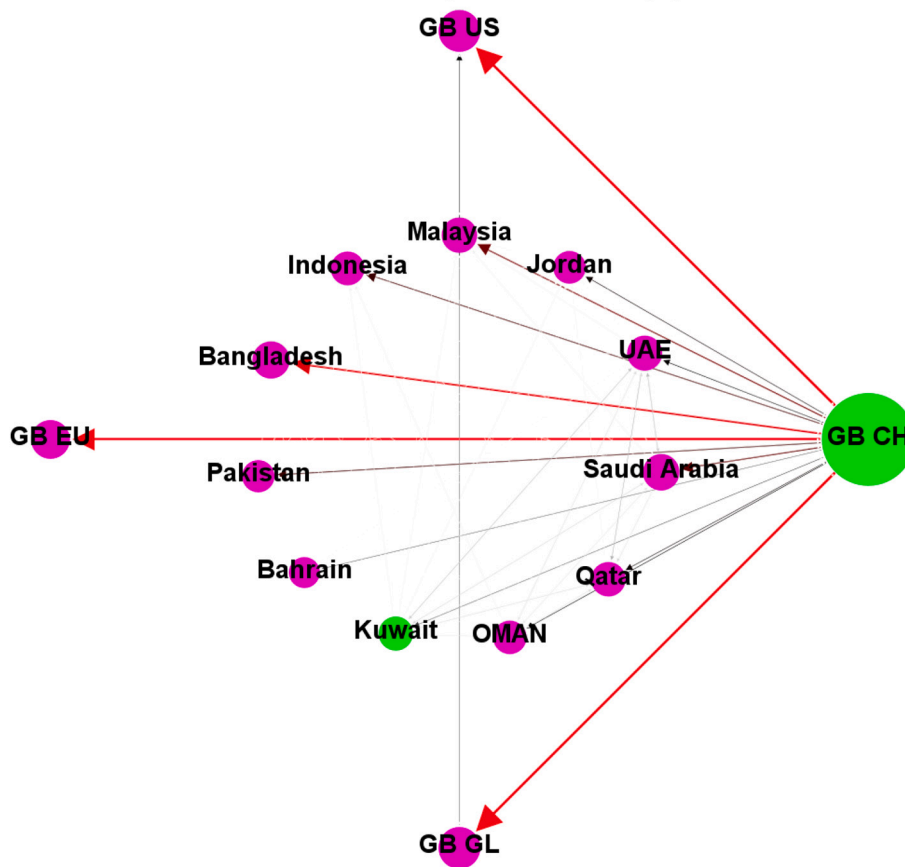 GB US
Malaysia
Indonesia
Jordan
Bangladesh
UAE
GB EU
GB CH
Pakistan
Saudi Arabia
Bahrain
Qatar
Kuwait
OMAN
GB GL